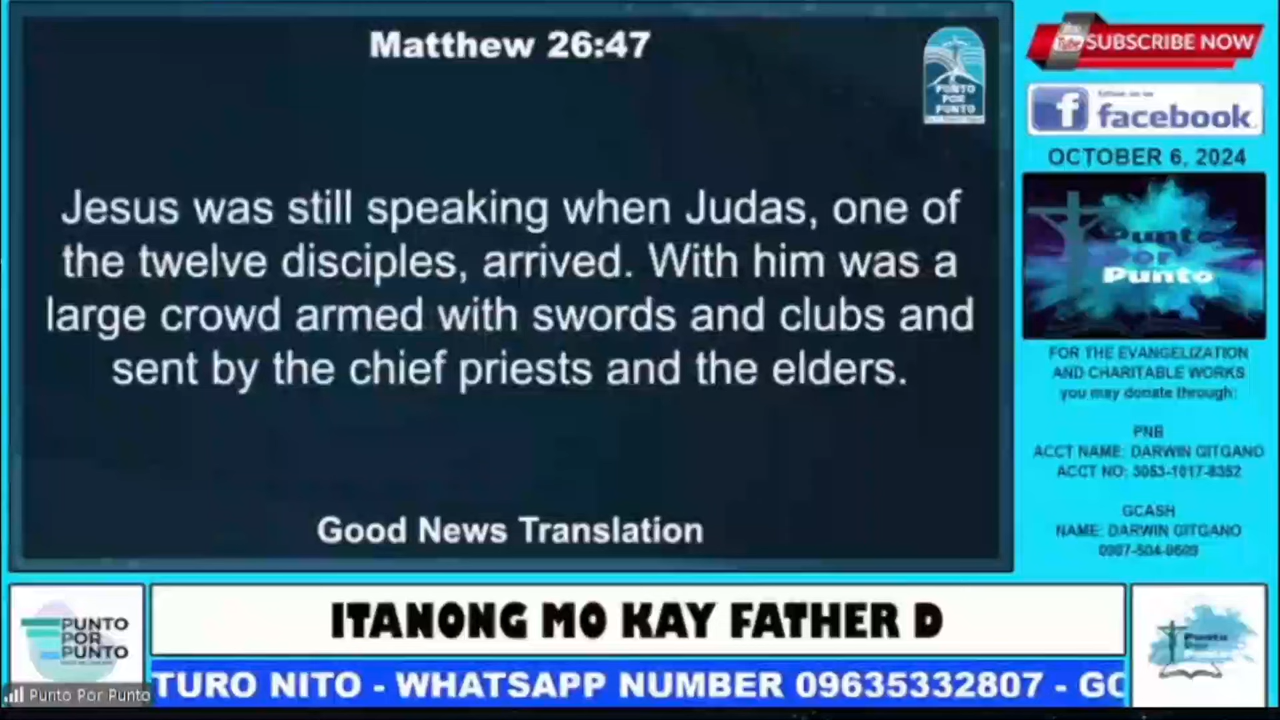 Matthew 26:47
PUNTO
POR
PUNTO
Jesus was still speaking when Judas, one of
the twelve disciples, arrived. With him was a
large crowd armed with swords and clubs and
sent by the chief priests and the elders.
Good News Translation
SUBSCRIBE NOW
facebook
OCTOBER 6, 2024
Punto
Por
Punto
FOR THE EVANGELIZATION
AND CHARITABLE WORKS
you may donate through:
PNB
ACCT NAME: DARWIN GITGANO
ACCT NO:
GCASH
NAME: DARWIN GITGANO
PUNTO
POR
PUNTO
ITANONG MO KAY FATHER D
Punto Por Punto
TURO NITO - WHATSAPP NUMBER 09635332807 - GC
Punto
Por